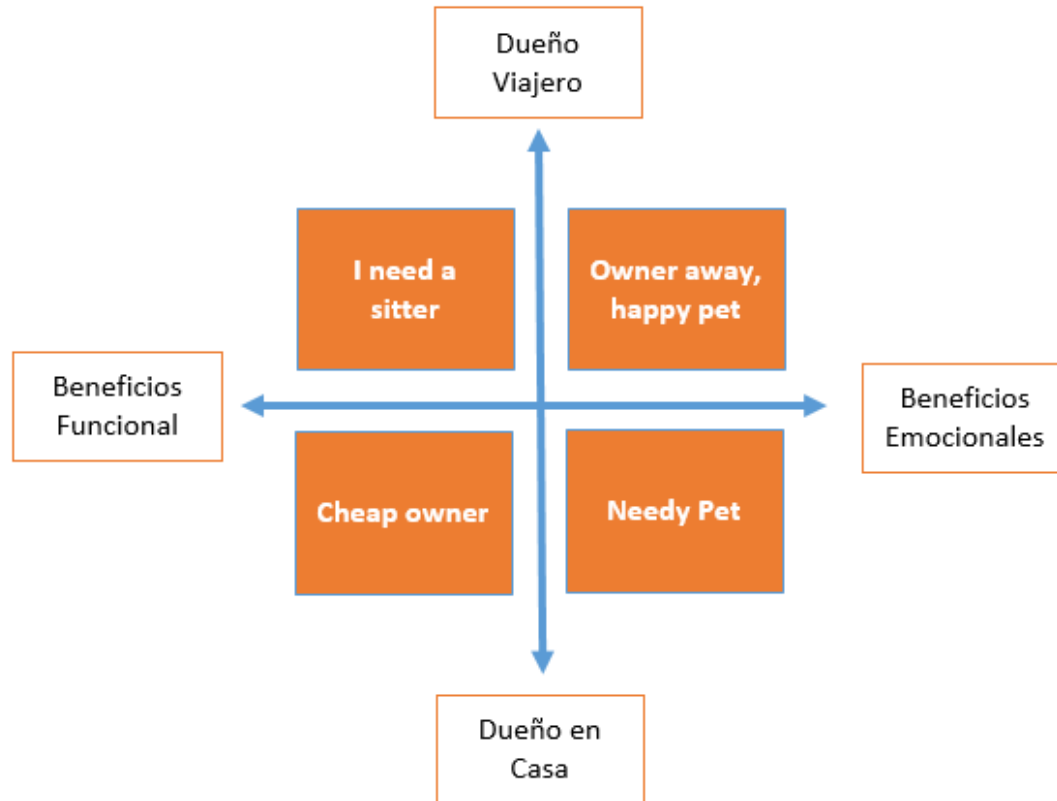 Dueño
Viajero
I need a
sitter
Owner away,
happy pet
Beneficios
Funcional
Beneficios
Emocionales
Cheap owner
Needy Pet
Dueño en
Casa